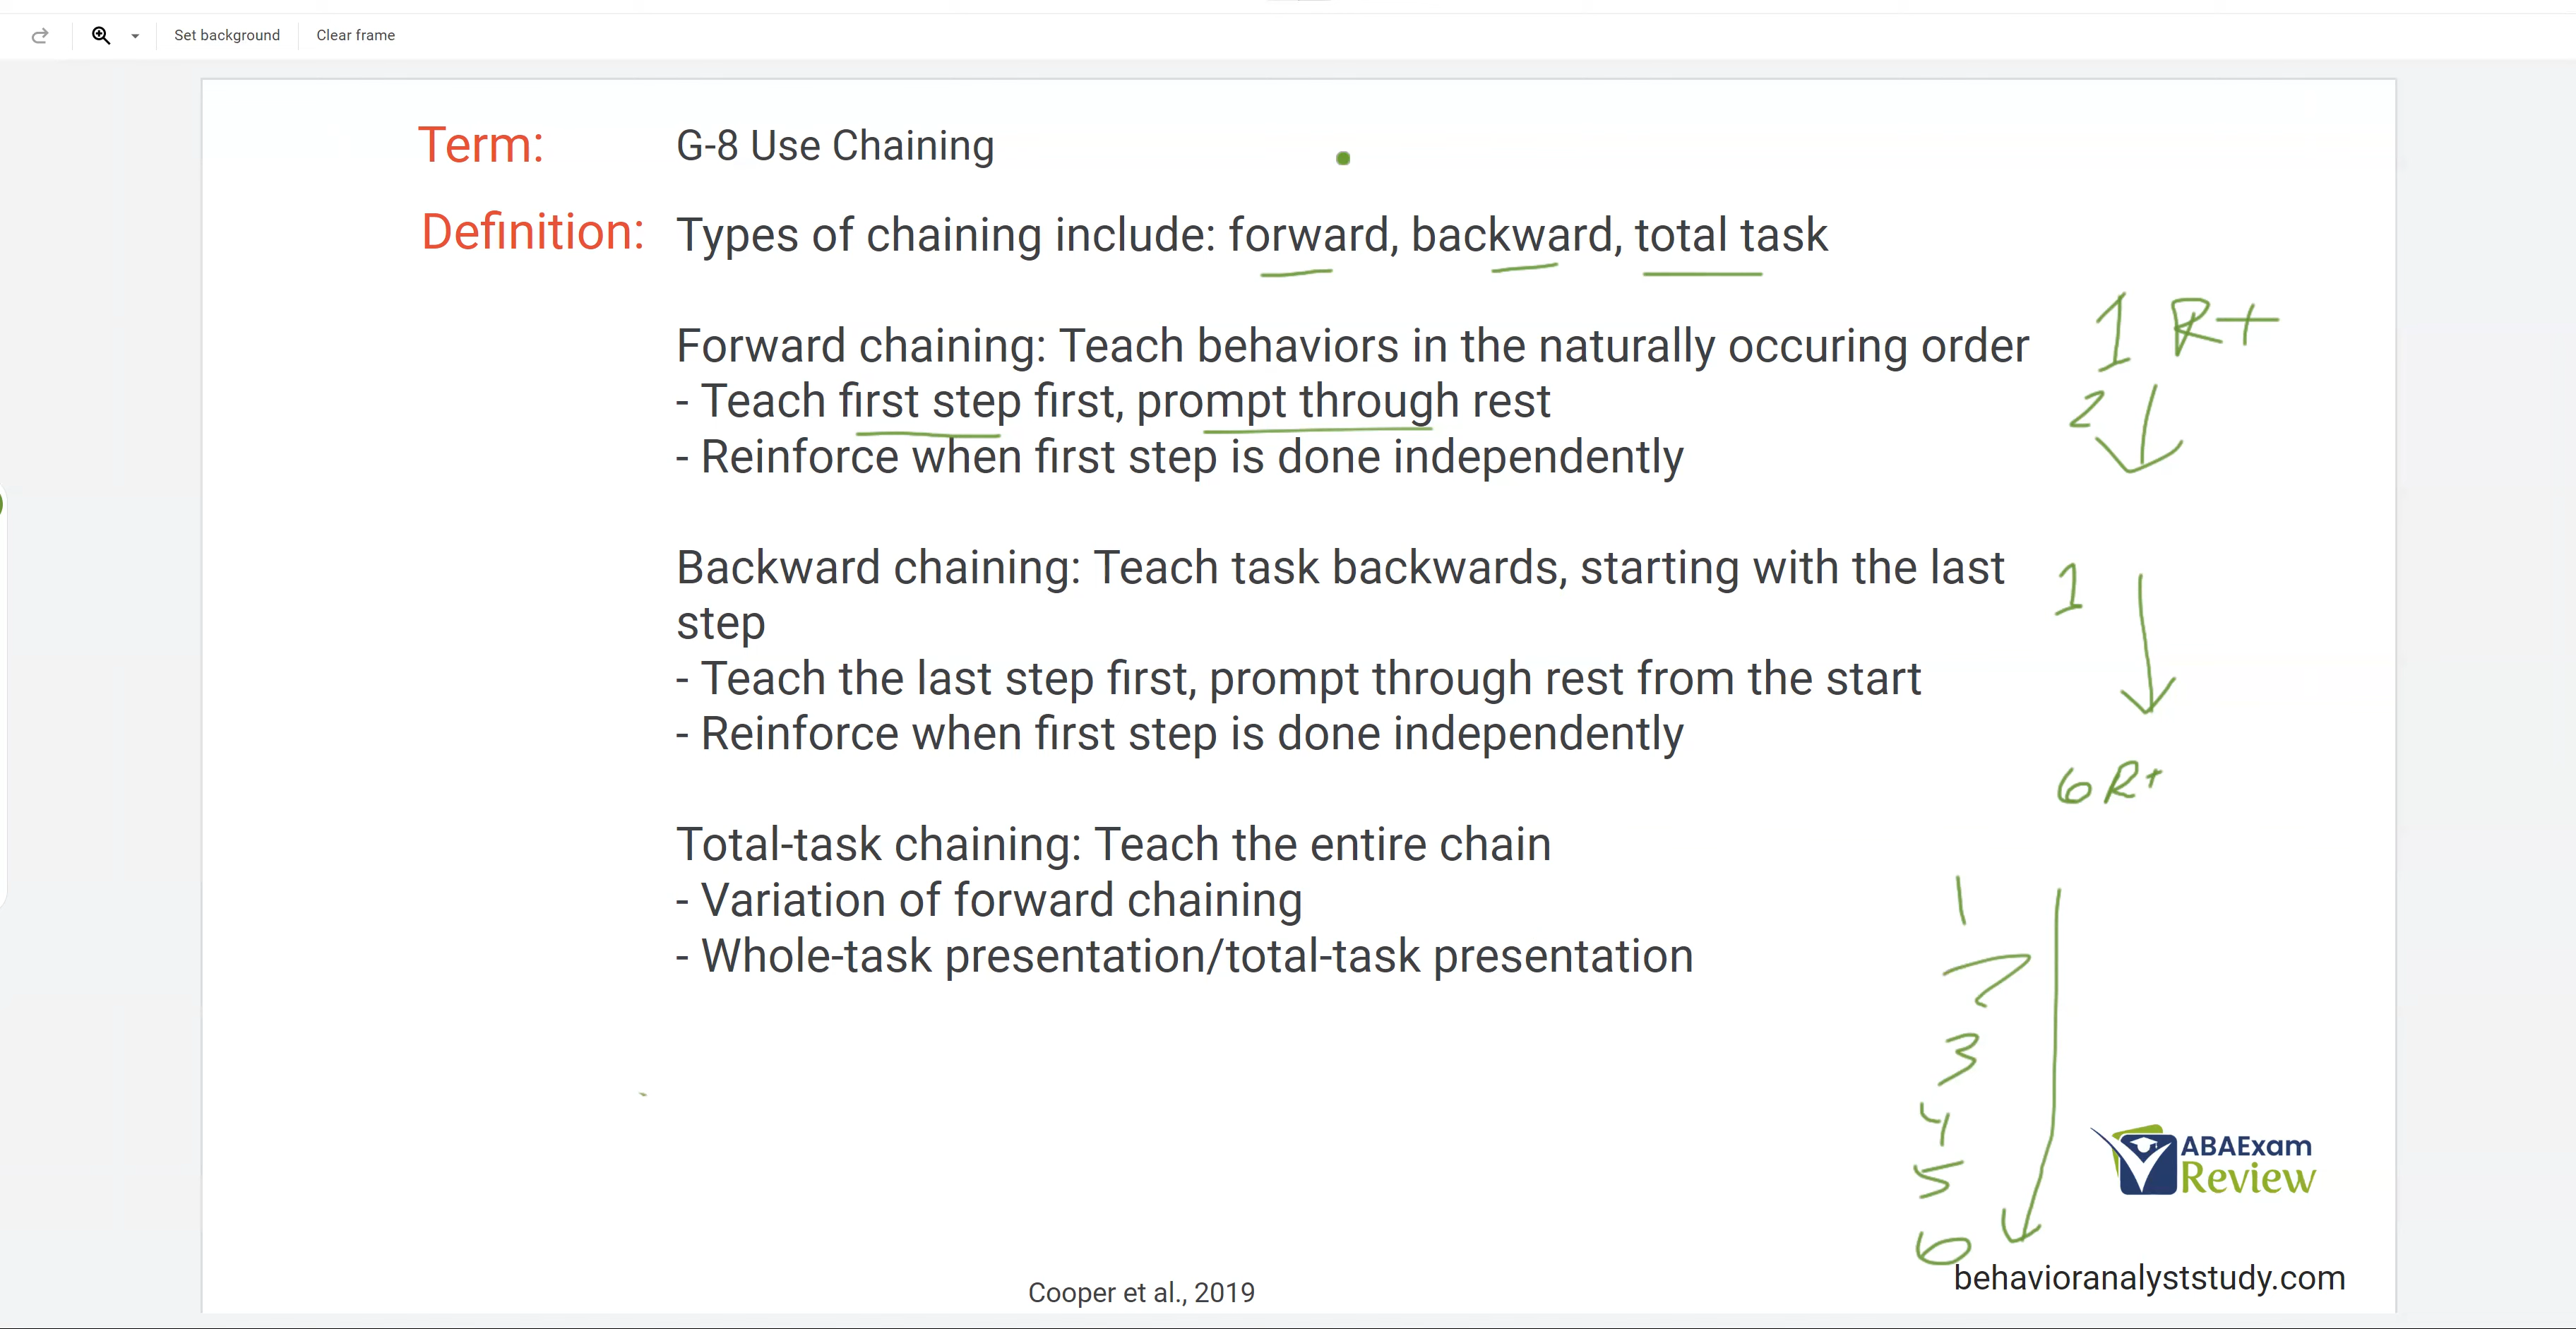 Set background
Clear frame
Term: G-8 Use Chaining
Definition: Types of chaining include: forward, backward, total task
Forward chaining: Teach behaviors in the naturally occuring order
- Teach first step first, prompt through rest
- Reinforce when first step is done independently
1 R+
2
Backward chaining: Teach task backwards, starting with the last
step
- Teach the last step first, prompt through rest from the start
- Reinforce when first step is done independently
1
6 R+
Total-task chaining: Teach the entire chain
- Variation of forward chaining
- Whole-task presentation/total-task presentation
1
2
3
4
5
6
ABAExam
Review
behavioranalyststudy.com
Cooper et al., 2019